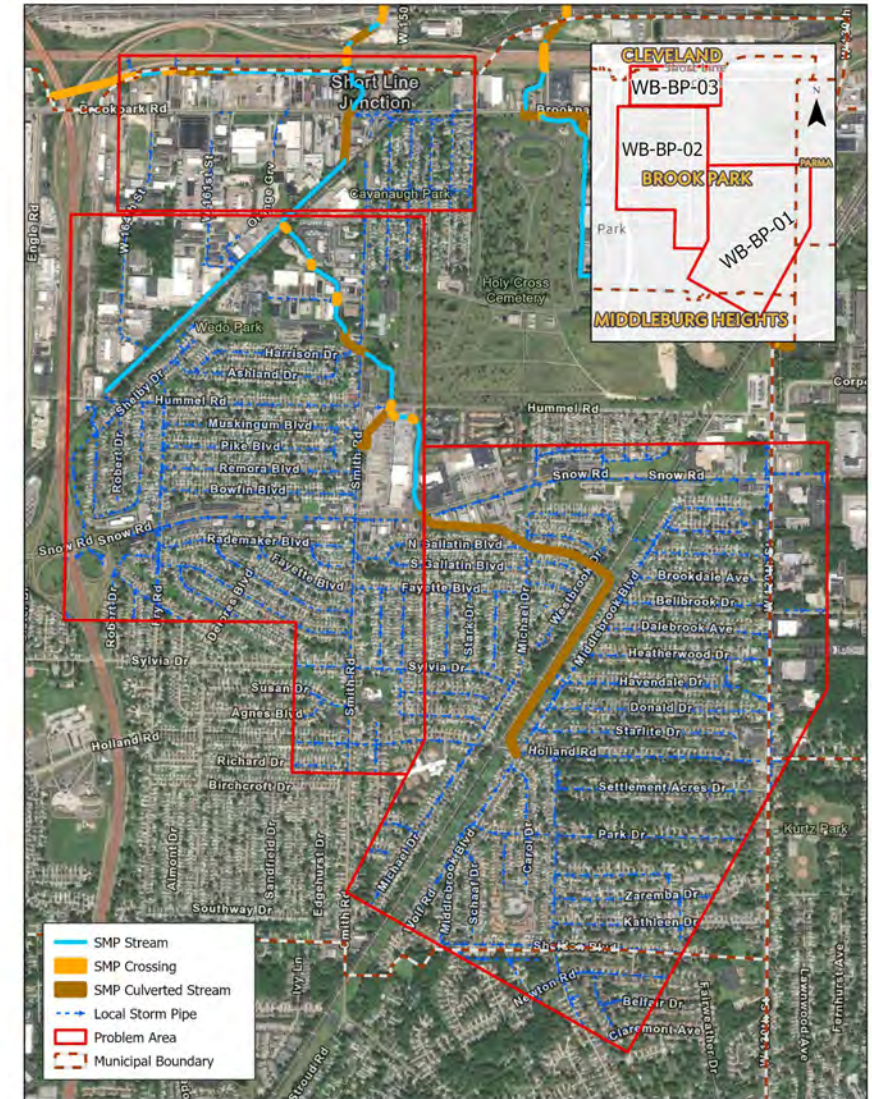 W 150
W 130th
Short Line
Junction
Brookpark Rd
Cavanaugh Park
Engle Rd
W 164th St
W 161st St
Holy Cross
Cemetery
Wedo Park
Harrison Dr
Ashland Dr
Shelby Dr
Hummel Rd
Hummel Rd
Muskingum Blvd
Robert Dr
Pike Blvd
Remora Blvd
Smith Rd
Bowfin Blvd
Snow Rd
Snow Rd
Snow Rd Snow Rd
Rademaker Blvd
N Gallatin Blvd
Fayette Blvd
S Gallatin Blvd
Westbrook Dr
Fayette Blvd
Brookdale Ave
Delores Blvd
Bellbrook Dr
Robert Dr
Stark Dr
Michael Dr
Middlebrook Blvd
Dalebrook Ave
Sylvia Dr
Sylvia Dr
Heatherwood Dr
Susan Dr
Smith Rd
Havendale Dr
Agnes Blvd
Donald Dr
Holland Rd
Starlite Dr
Holland Rd
Richard Dr
Birchcroft Dr
Settlement Acres Dr
Almont Dr
Sandfield Dr
Edgehurst Dr
Michael Dr
Middlebrook Blvd
Schaaf Dr
Carol Dr
Park Dr
Kurtz Park
Southway Dr
Smith Rd
Zaremba Dr
Kathleen Dr
Ivy Ln
Newton Rd
Belfair Dr
Fairweather Dr
Lawnwood Ave
Fernhurst Ave
Claremont Ave
Stroud Rd
CLEVELAND
Short Line
WB-BP-03
N
WB-BP-02
BROOK PARK
PARMA
WB-BP-01
Park
MIDDLEBURG HEIGHTS
SMP Stream
SMP Crossing
SMP Culverted Stream
Local Storm Pipe
Problem Area
Municipal Boundary